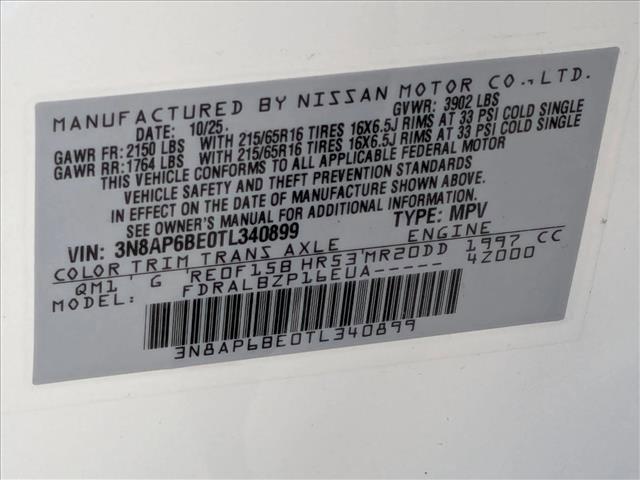 MANUFACTURED BY NISSAN MOTOR CO., LTD.
DATE: 10/25. GVWR: 3902 LBS
GAWR FR: 2150 LBS WITH 215/65R16 TIRES 16X6.5J RIMS AT 33 PSI COLD SINGLE
GAWR RR: 1764 LBS WITH 215/65R16 TIRES 16X6.5J RIMS AT 33 PSI COLD SINGLE
THIS VEHICLE CONFORMS TO ALL APPLICABLE FEDERAL MOTOR
VEHICLE SAFETY AND THEFT PREVENTION STANDARDS
IN EFFECT ON THE DATE OF MANUFACTURE SHOWN ABOVE.
SEE OWNER'S MANUAL FOR ADDITIONAL INFORMATION
VIN: 3N8AP6BE0TL340899 TYPE: MPV
COLOR TRIM TRANS AXLE ENGINE
QM1 G RE0F15B HR53 MR20DD 1997 CC
FDRALBZP16EUA----- 4Z000
3N8AP6BE0TL340899